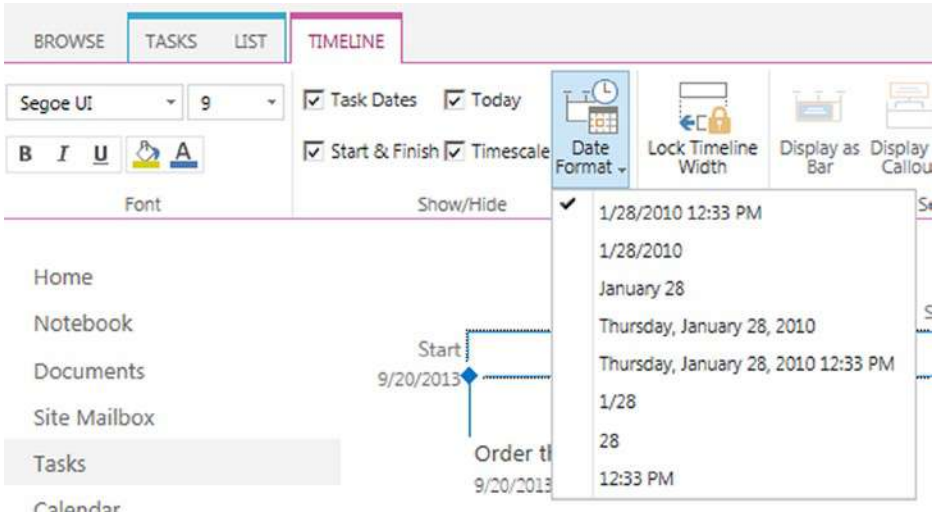 BROWSE TASKS LIST TIMELINE
Segoe UI 9
Task Dates Today
Start & Finish Timescale
B I U A
Date Format
Lock Timeline Width
Display as Bar
Display
Font
Show/Hide
1/28/2010 12:33 PM
1/28/2010
January 28
Thursday, January 28, 2010
Thursday, January 28, 2010 12:33 PM
1/28
28
12:33 PM
Home
Notebook
Documents
Site Mailbox
Tasks
Calendar
Start
9/20/2013
Order
9/20/2013